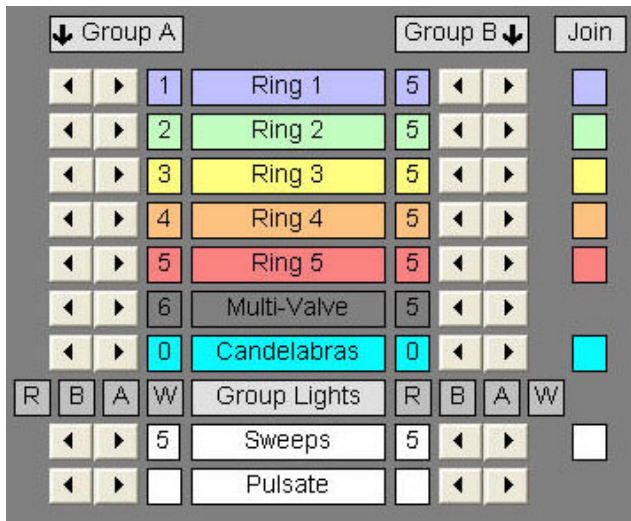 Group A Group B Join
1 Ring 1 5
2 Ring 2 5
3 Ring 3 5
4 Ring 4 5
5 Ring 5 5
6 Multi-Valve 5
0 Candelabras 0
R B A W Group Lights R B A W
5 Sweeps 5
Pulsate